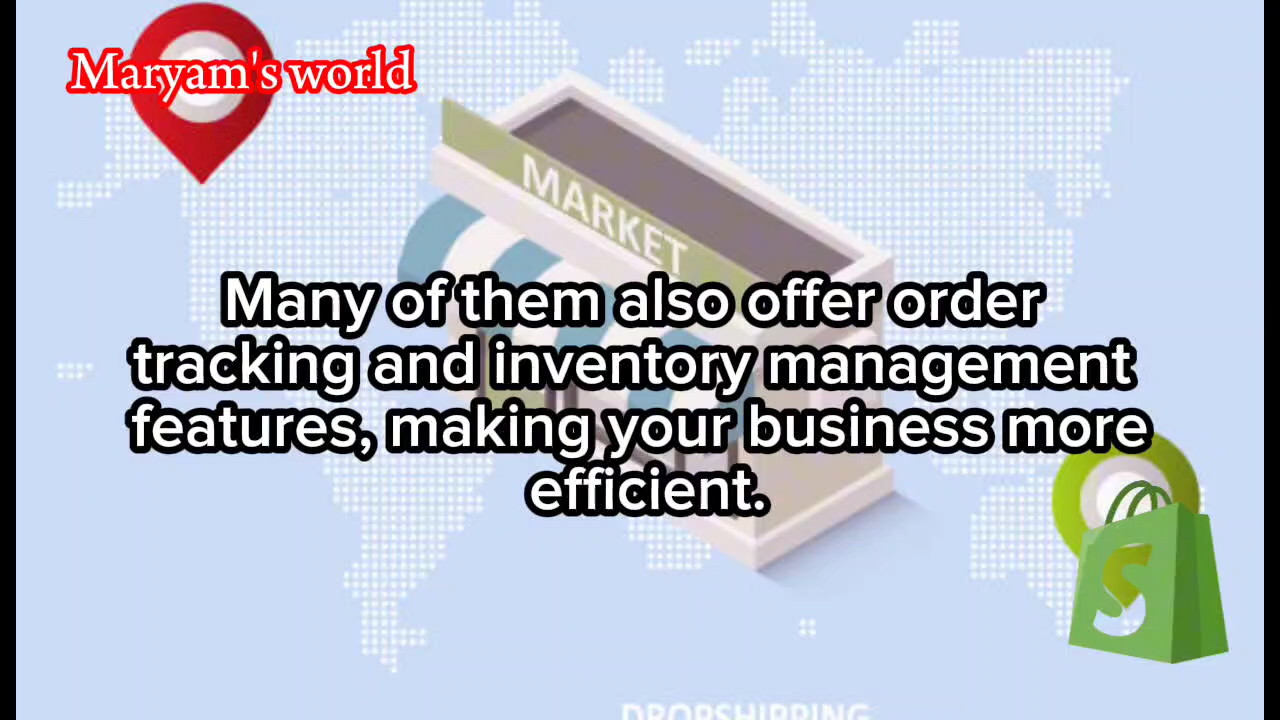 Maryam's world
MARKET
Many of them also offer order
tracking and inventory management
features, making your business more
efficient.
S
DROPSHIPPING